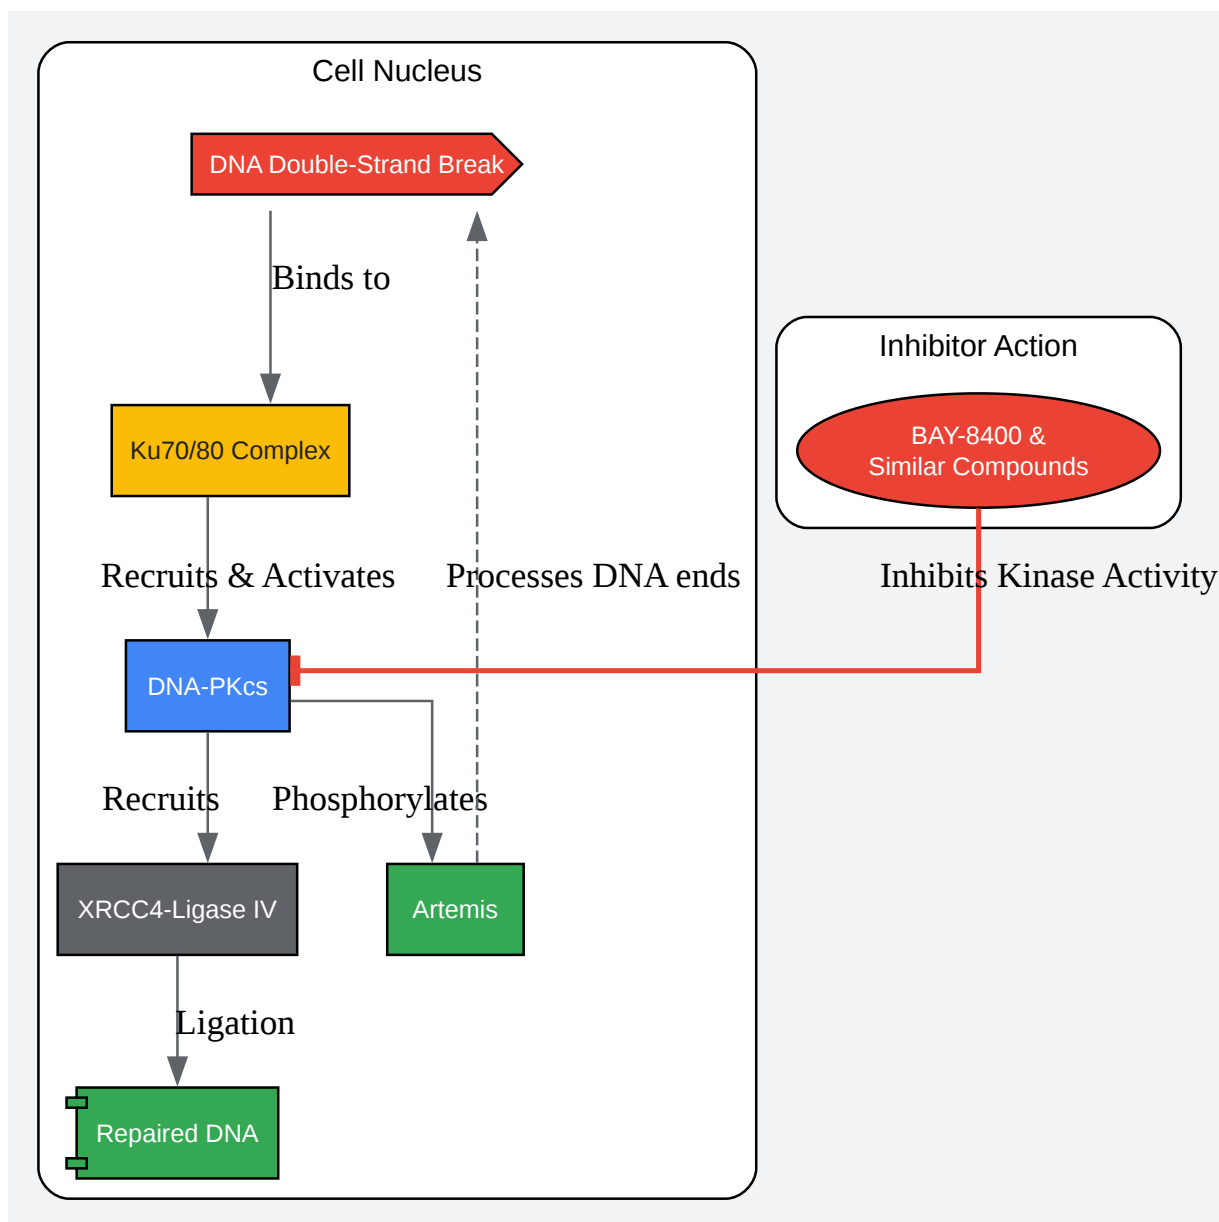 Cell Nucleus
DNA Double-Strand Break
Binds to
Inhibitor Action
BAY-8400 &
Similar Compounds
Ku70/80 Complex
Recruits & Activates
Processes DNA ends
Inhibits Kinase Activity
DNA-PKcs
Recruits
Phosphorylates
XRCC4-Ligase IV
Artemis
Ligation
Repaired DNA